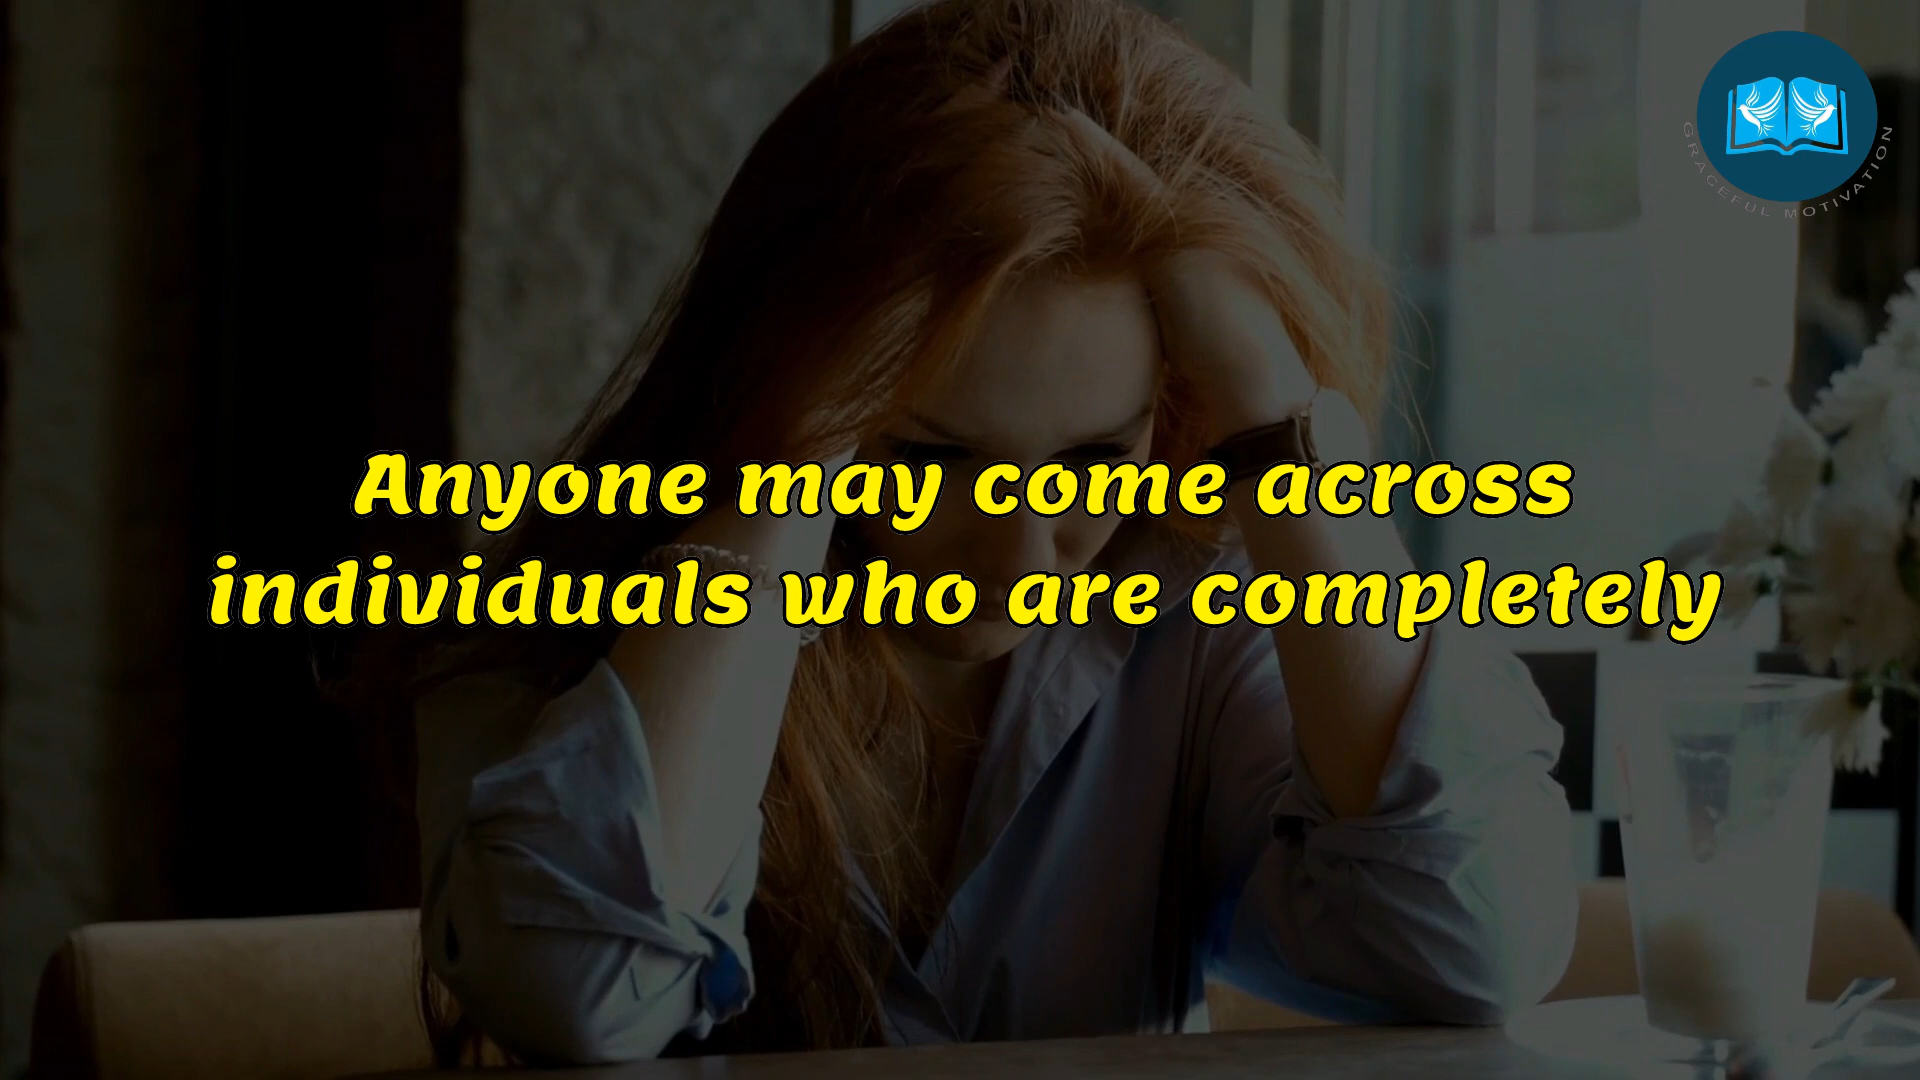 GRACEFUL MOTIVATION
Anyone may come across
individuals who are completely